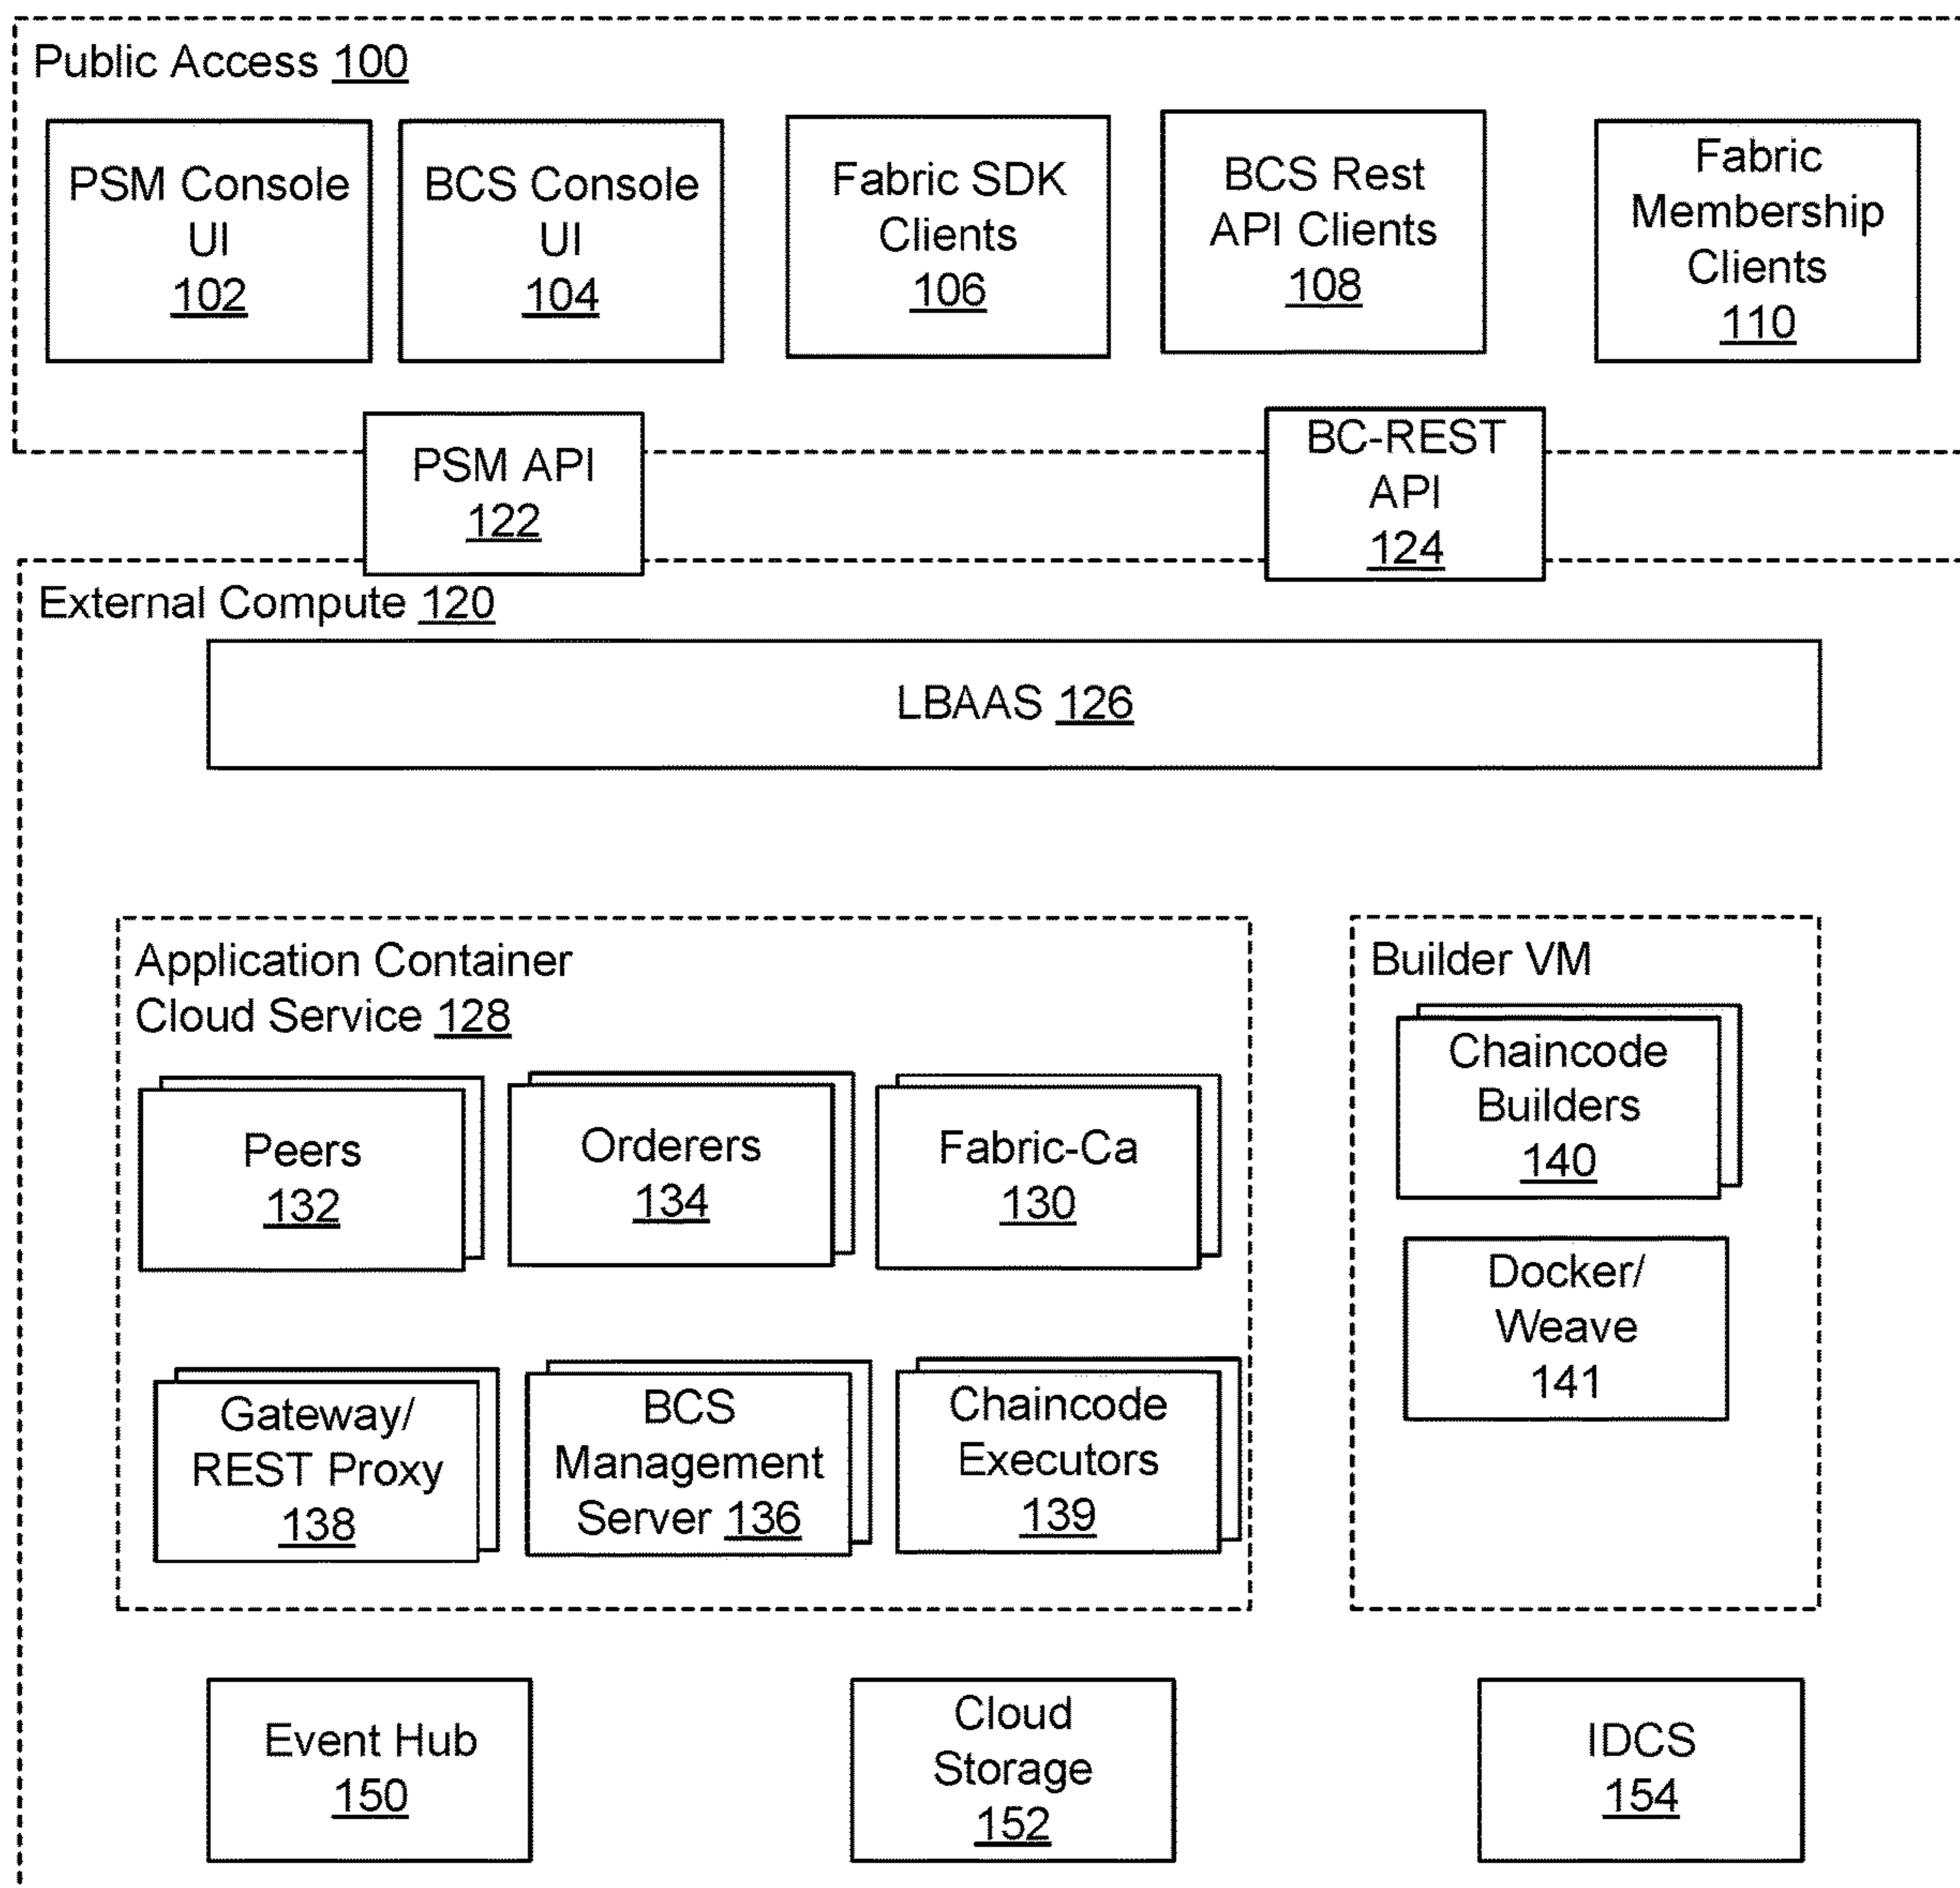 Public Access 100
PSM Console
UI
102
BCS Console
UI
104
Fabric SDK
Clients
106
BCS Rest
API Clients
108
Fabric
Membership
Clients
110
PSM API
122
BC-REST
API
124
External Compute 120
LBAAS 126
Application Container
Cloud Service 128
Peers
132
Orderers
134
Fabric-Ca
130
Gateway/
REST Proxy
138
BCS
Management
Server 136
Chaincode
Executors
139
Builder VM
Chaincode
Builders
140
Docker/
Weave
141
Event Hub
150
Cloud
Storage
152
IDCS
154